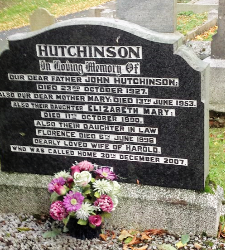 HUTCHINSON
In Loving Memory Of
OUR DEAR FATHER JOHN HUTCHINSON;
DIED 23RD OCTOBER 1927.
ALSO OUR DEAR MOTHER MARY; DIED 13TH JUNE 1953.
ALSO THEIR DAUGHTER ELIZABETH MARY;
DIED 11TH OCTOBER 1990.
ALSO THEIR DAUGHTER IN LAW
FLORENCE DIED 5TH JUNE 1996
DEARLY LOVED WIFE OF HAROLD.
WHO WAS CALLED HOME 30TH DECEMBER 2007.